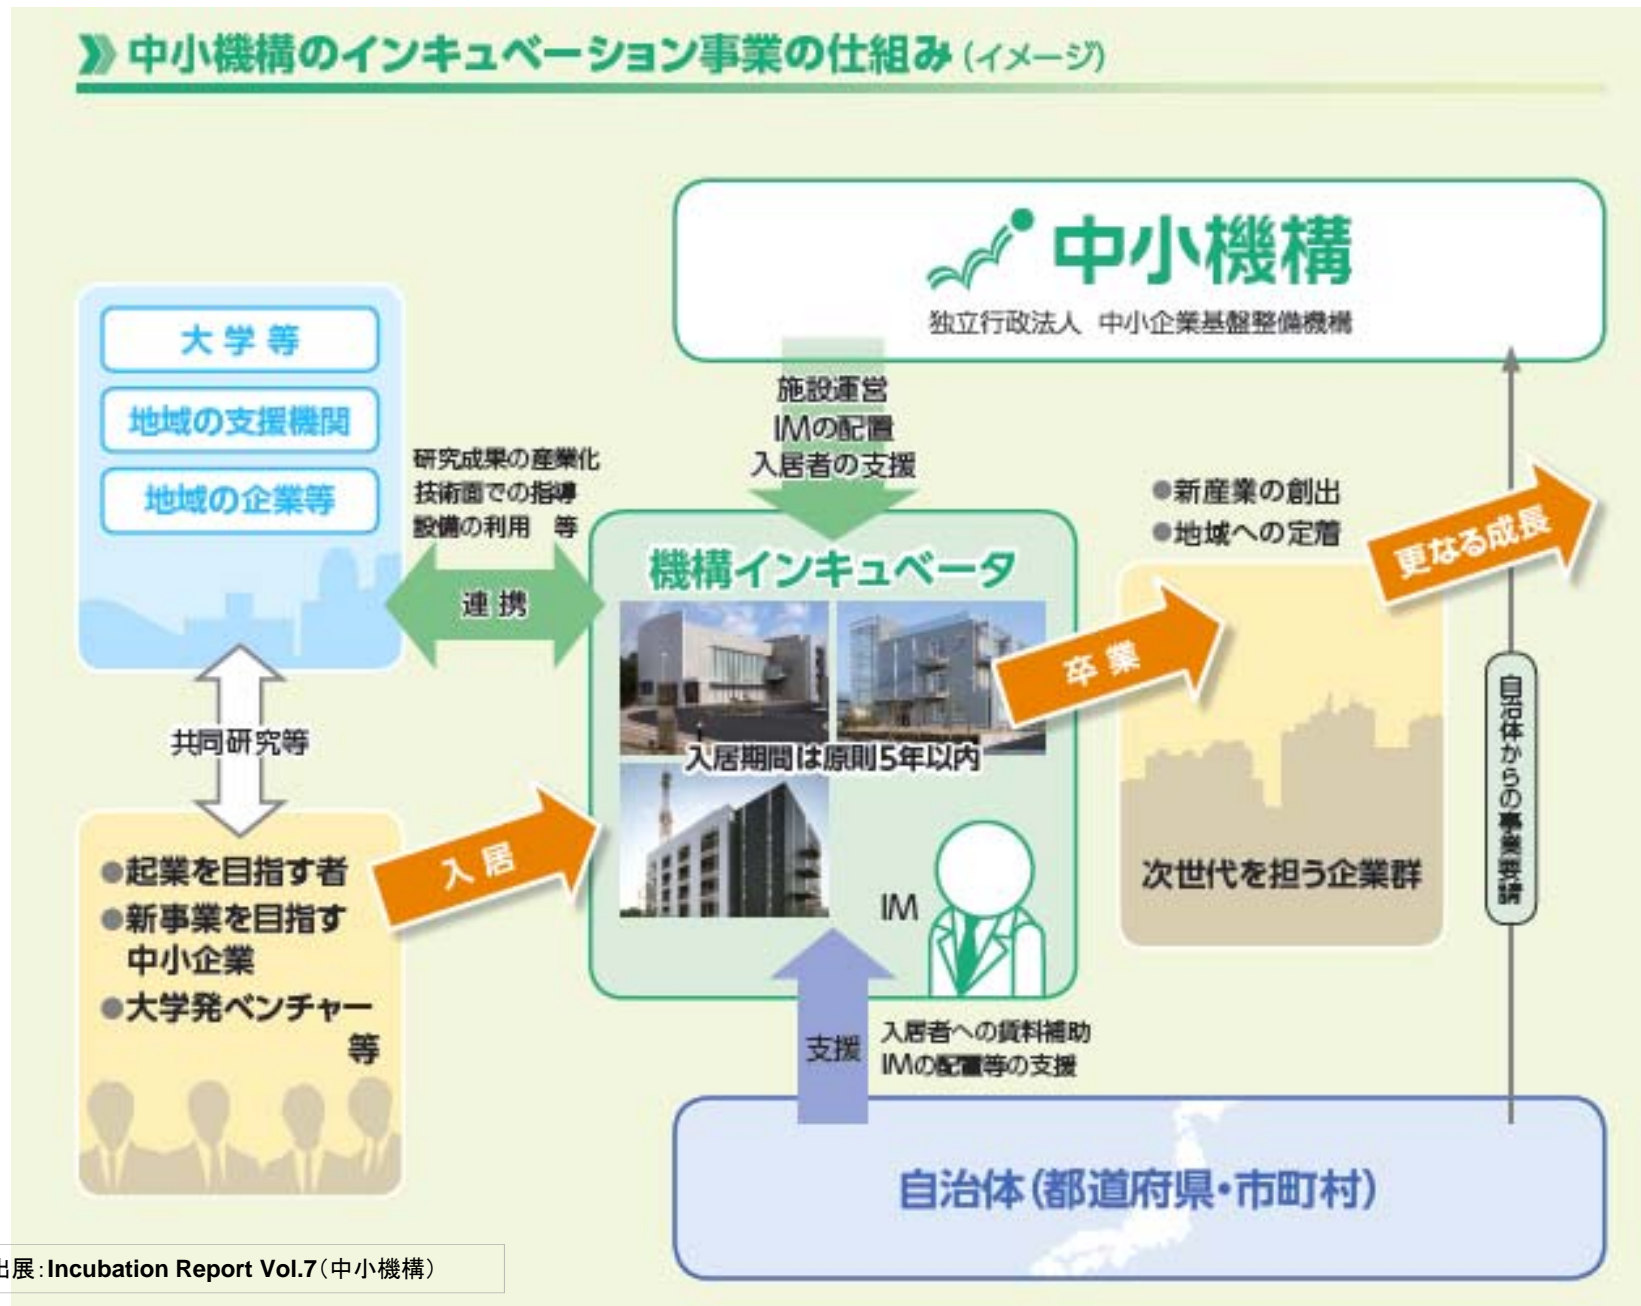 中小機構のインキュベーション事業の仕組み(イメージ)
中小機構
独立行政法人 中小企業基盤整備機構
大学等
地域の支援機関
地域の企業等
研究成果の産業化
技術面での指導
設備の利用 等
連携
共同研究等
施設運営
IMの配置
入居者の支援
機構インキュベータ
入居期間は原則5年以内
IM
●起業を目指す者
●新事業を目指す
中小企業
●大学発ベンチャー
等
入居
卒業
●新産業の創出
●地域への定着
更なる成長
次世代を担う企業群
自治体からの事業要請
支援
入居者への賃料補助
IMの配置等の支援
自治体(都道府県・市町村)
出展:Incubation Report Vol.7(中小機構)